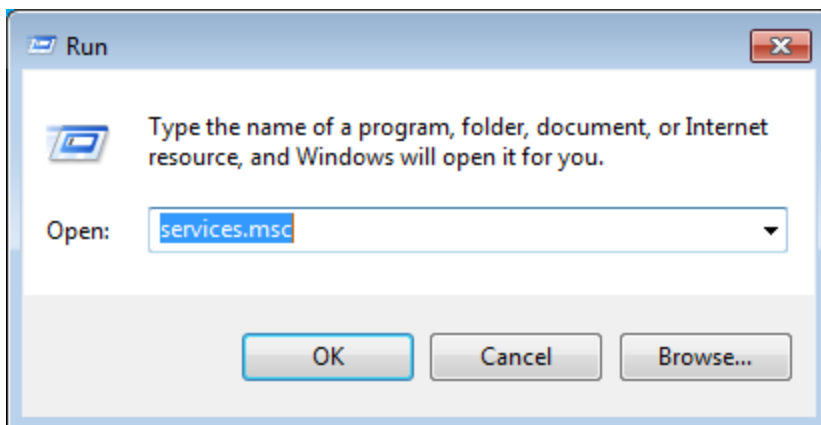 Run
Type the name of a program, folder, document, or Internet
resource, and Windows will open it for you.
Open: services.msc
OK Cancel Browse...